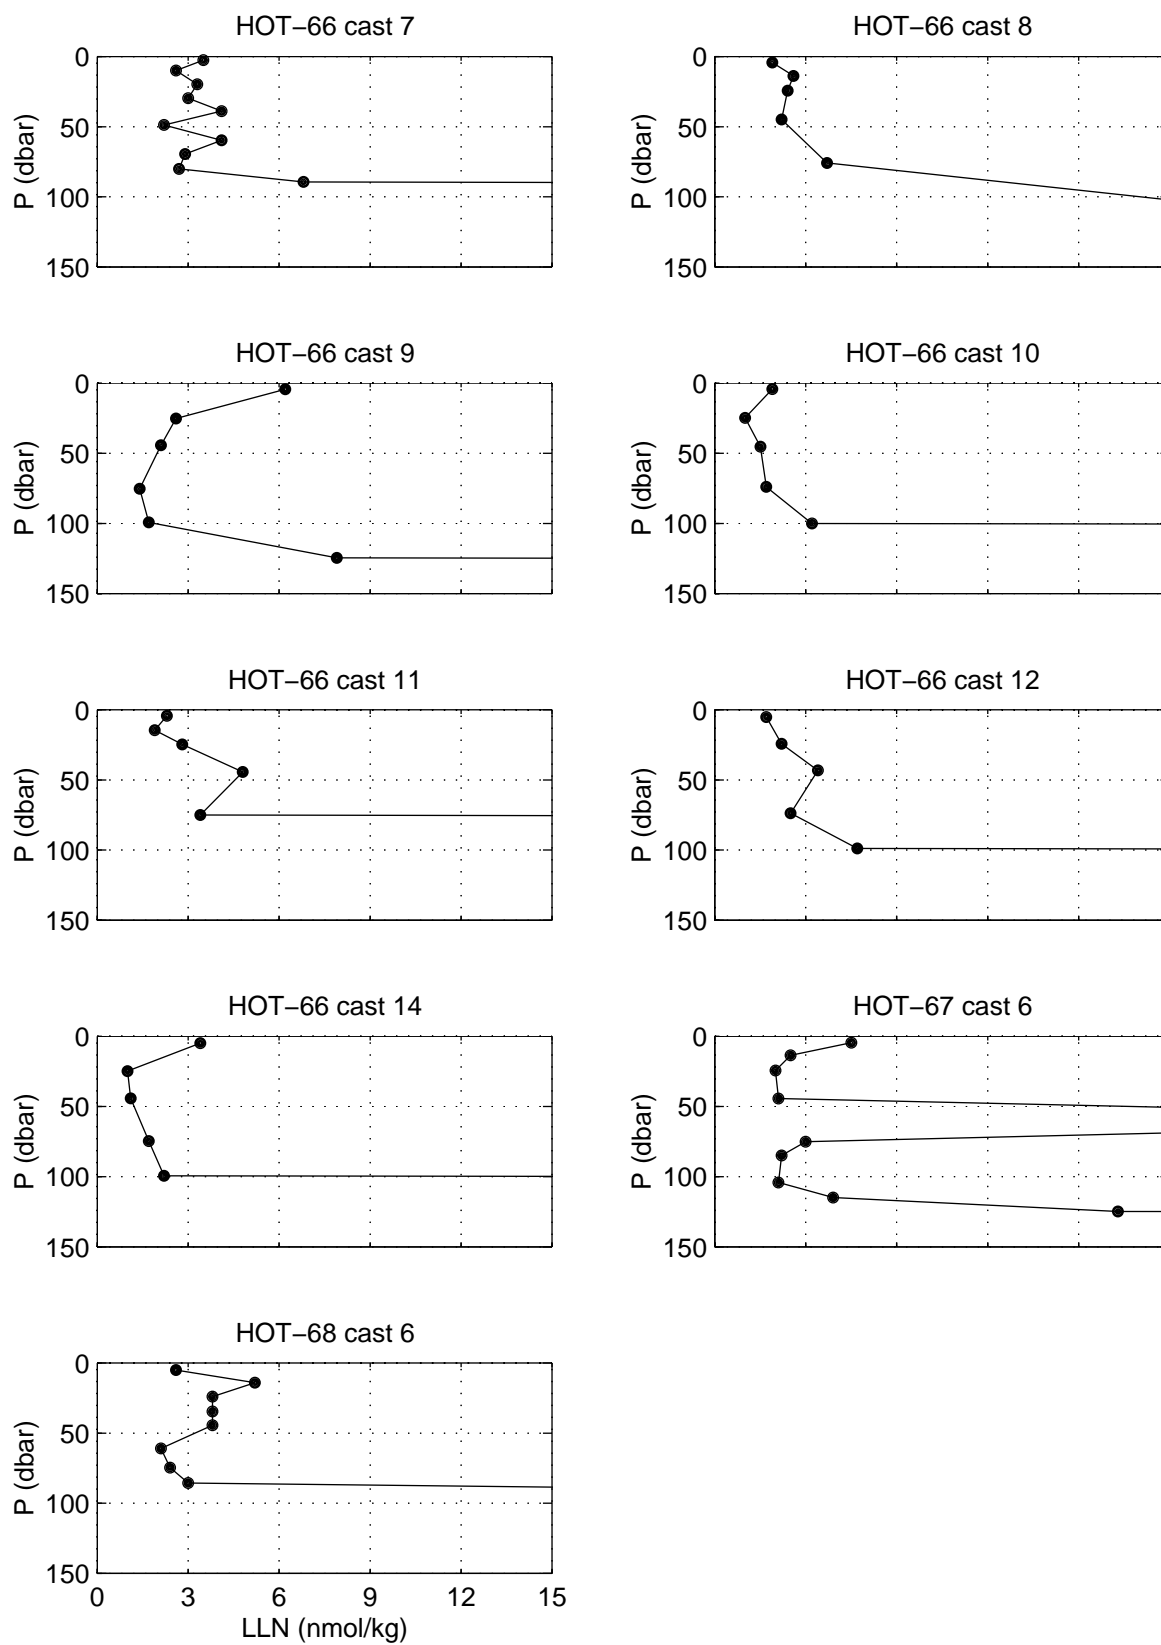 HOT−66 cast 7
0
50
100
150
P (dbar)
HOT−66 cast 8
0
50
100
150
P (dbar)
HOT−66 cast 9
0
50
100
150
P (dbar)
HOT−66 cast 10
0
50
100
150
P (dbar)
HOT−66 cast 11
0
50
100
150
P (dbar)
HOT−66 cast 12
0
50
100
150
P (dbar)
HOT−66 cast 14
0
50
100
150
P (dbar)
HOT−67 cast 6
0
50
100
150
P (dbar)
HOT−68 cast 6
0
50
100
150
P (dbar)
0 3 6 9 12 15
LLN (nmol/kg)